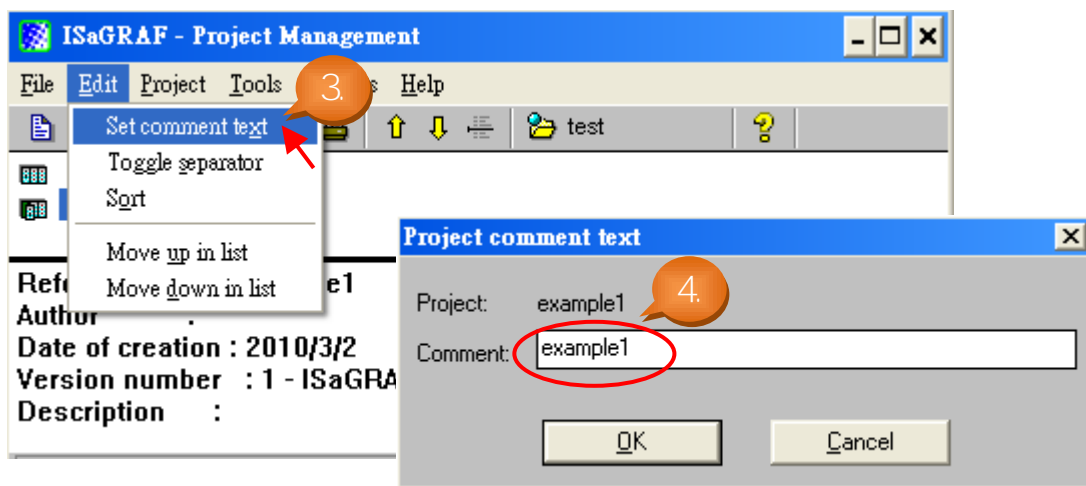 ISaGRAF - Project Management
File Edit Project Tools s Help
3.
Set comment text
test
Toggle separator
Sort
Move up in list
Move down in list
Project comment text
Project: example1
4.
Comment: example1
OK Cancel
Refe e1
Author :
Date of creation : 2010/3/2
Version number : 1 - ISaGRA
Description :